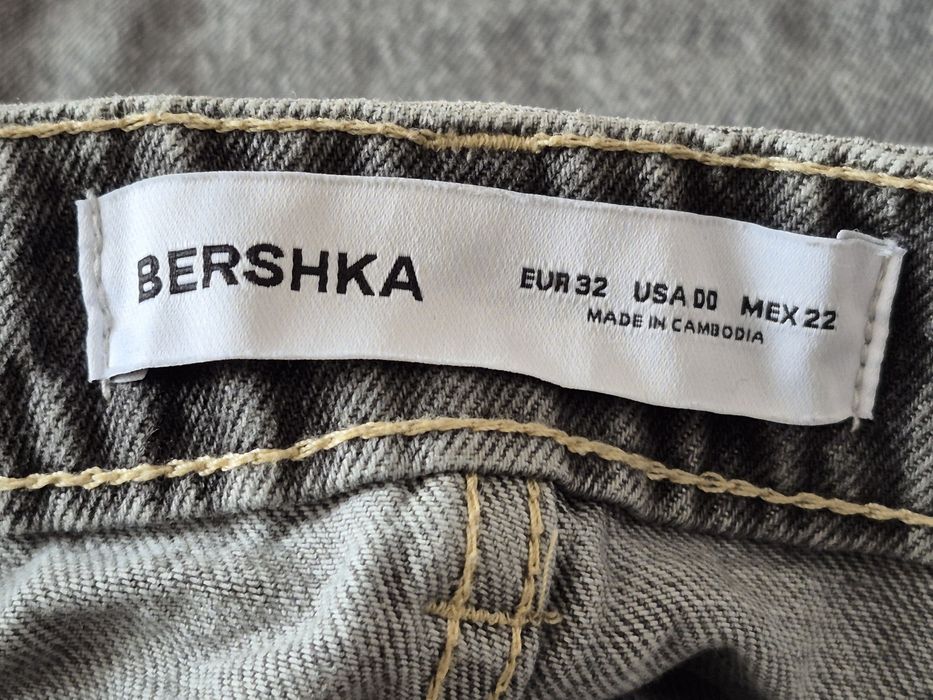 BERSHKA
EUR 32 USA 00 MEX 22
MADE IN CAMBODIA